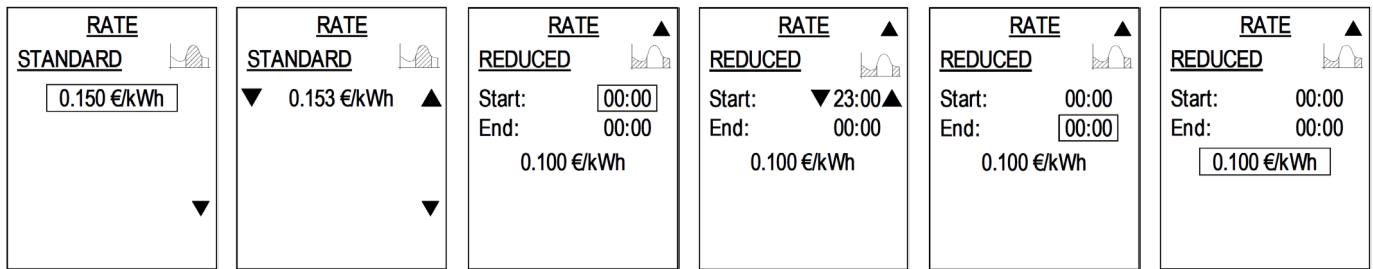 RATE
STANDARD
0.150 €/kWh
RATE
STANDARD
0.153 €/kWh
RATE
REDUCED
Start: 00:00
End: 00:00
0.100 €/kWh
RATE
REDUCED
Start: 23:00
End: 00:00
0.100 €/kWh
RATE
REDUCED
Start: 00:00
End: 00:00
0.100 €/kWh
RATE
REDUCED
Start: 00:00
End: 00:00
0.100 €/kWh